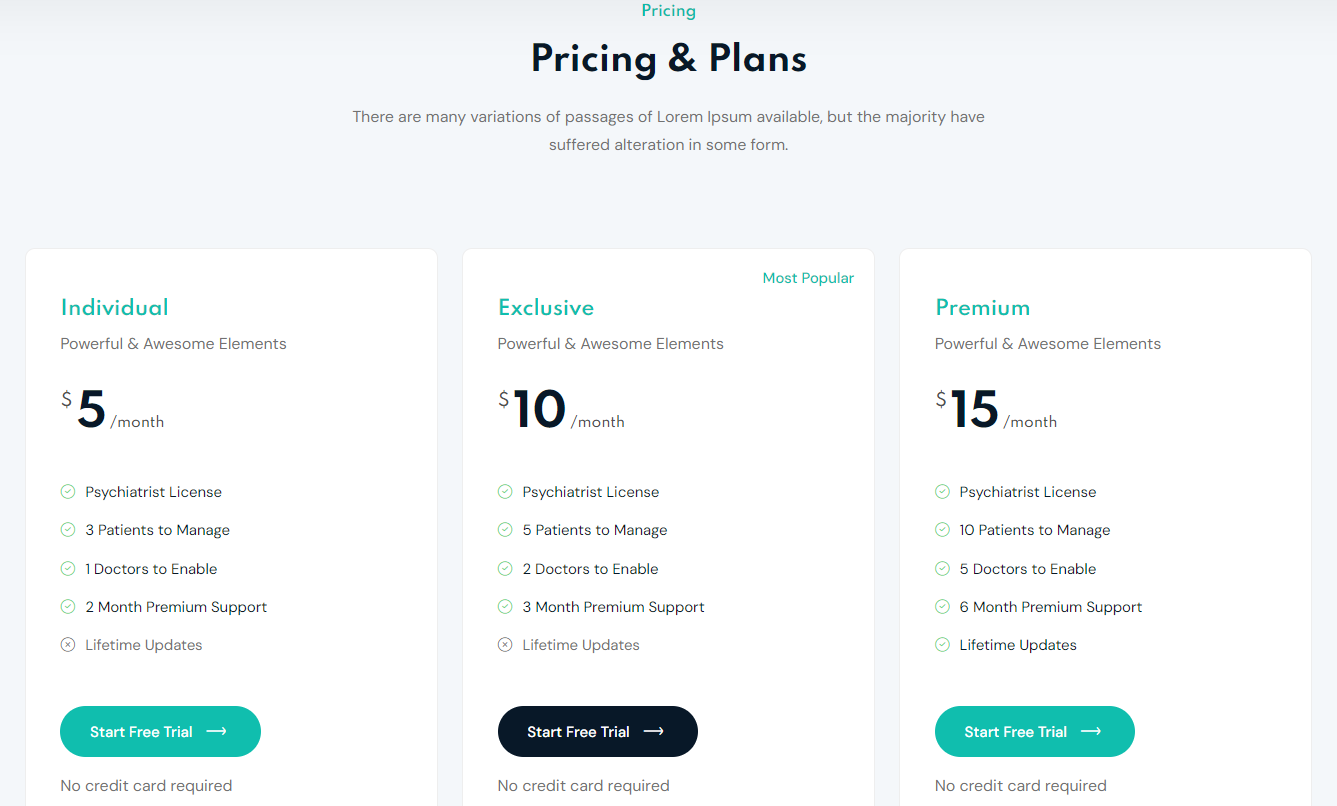 Pricing
Pricing & Plans
There are many variations of passages of Lorem Ipsum available, but the majority have
suffered alteration in some form.
Individual
Powerful & Awesome Elements
$5/month
Psychiatrist License
3 Patients to Manage
1 Doctors to Enable
2 Month Premium Support
Lifetime Updates
Start Free Trial
No credit card required
Most Popular
Exclusive
Powerful & Awesome Elements
$10/month
Psychiatrist License
5 Patients to Manage
2 Doctors to Enable
3 Month Premium Support
Lifetime Updates
Start Free Trial
No credit card required
Premium
Powerful & Awesome Elements
$15/month
Psychiatrist License
10 Patients to Manage
5 Doctors to Enable
6 Month Premium Support
Lifetime Updates
Start Free Trial
No credit card required